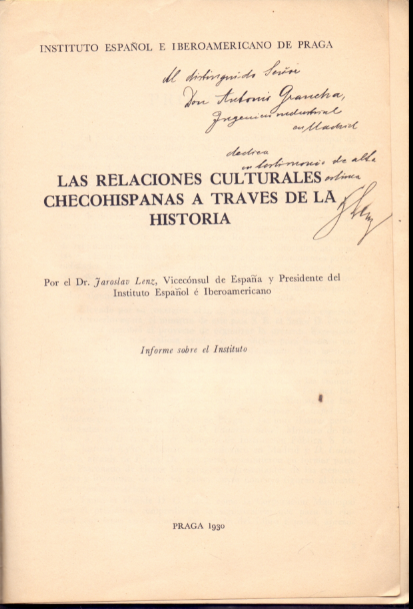 INSTITUTO ESPAÑOL E IBEROAMERICANO DE PRAGA
Al distinguido Señor
Don Antonio Grancha,
Ingeniero industrial
en Madrid
dedica
en testimonio de alta
estima
LAS RELACIONES CULTURALES
CHECOHISPANAS A TRAVES DE LA
HISTORIA
Lenz
Por el Dr. Jaroslav Lenz, Vicecónsul de España y Presidente del
Instituto Español é Iberoamericano
Informe sobre el Instituto
PRAGA 1930